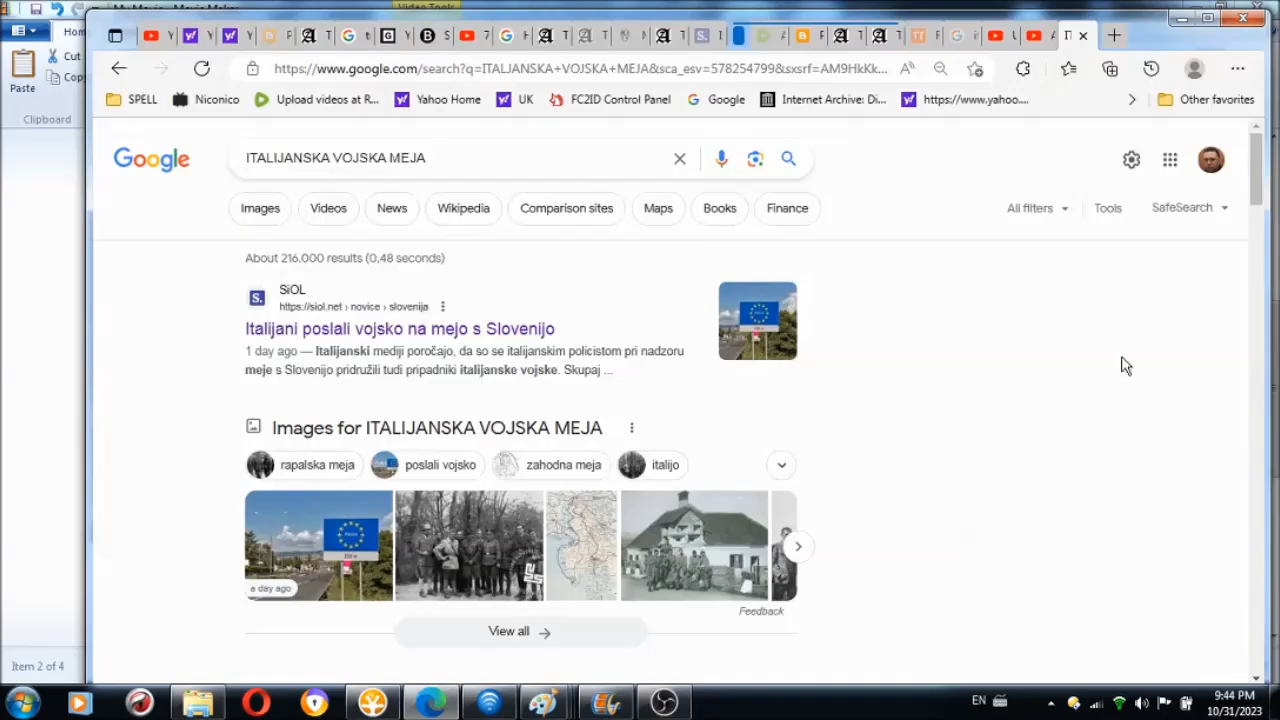 Video Tools
Home
Cut
Copy
Paste
Clipboard
Item 2 of 4
https://www.google.com/search?q=ITALJANSKA+VOJSKA+MEJA&sca_esv=578254799&sxsrf=AM9HkKk...
SPELL
Niconico
Upload videos at R...
Yahoo Home
UK
FC2ID Control Panel
Google
Internet Archive: Di...
https://www.yahoo....
Other favorites
Google
ITALIJANSKA VOJSKA MEJA
Images
Videos
News
Wikipedia
Comparison sites
Maps
Books
Finance
All filters
Tools
SafeSearch
About 216.000 results (0,48 seconds)
S.
SiOL
https://siol.net › novice › slovenija
Italijani poslali vojsko na mejo s Slovenijo
1 day ago — Italijanski mediji poročajo, da so se italijanskim policistom pri nadzoru
meje s Slovenijo pridružili tudi pripadniki italijanske vojske. Skupaj ...
Images for ITALIJANSKA VOJSKA MEJA
rapalska meja
poslali vojsko
zahodna meja
italijo
a day ago
Feedback
View all
EN
9:44 PM
10/31/2023